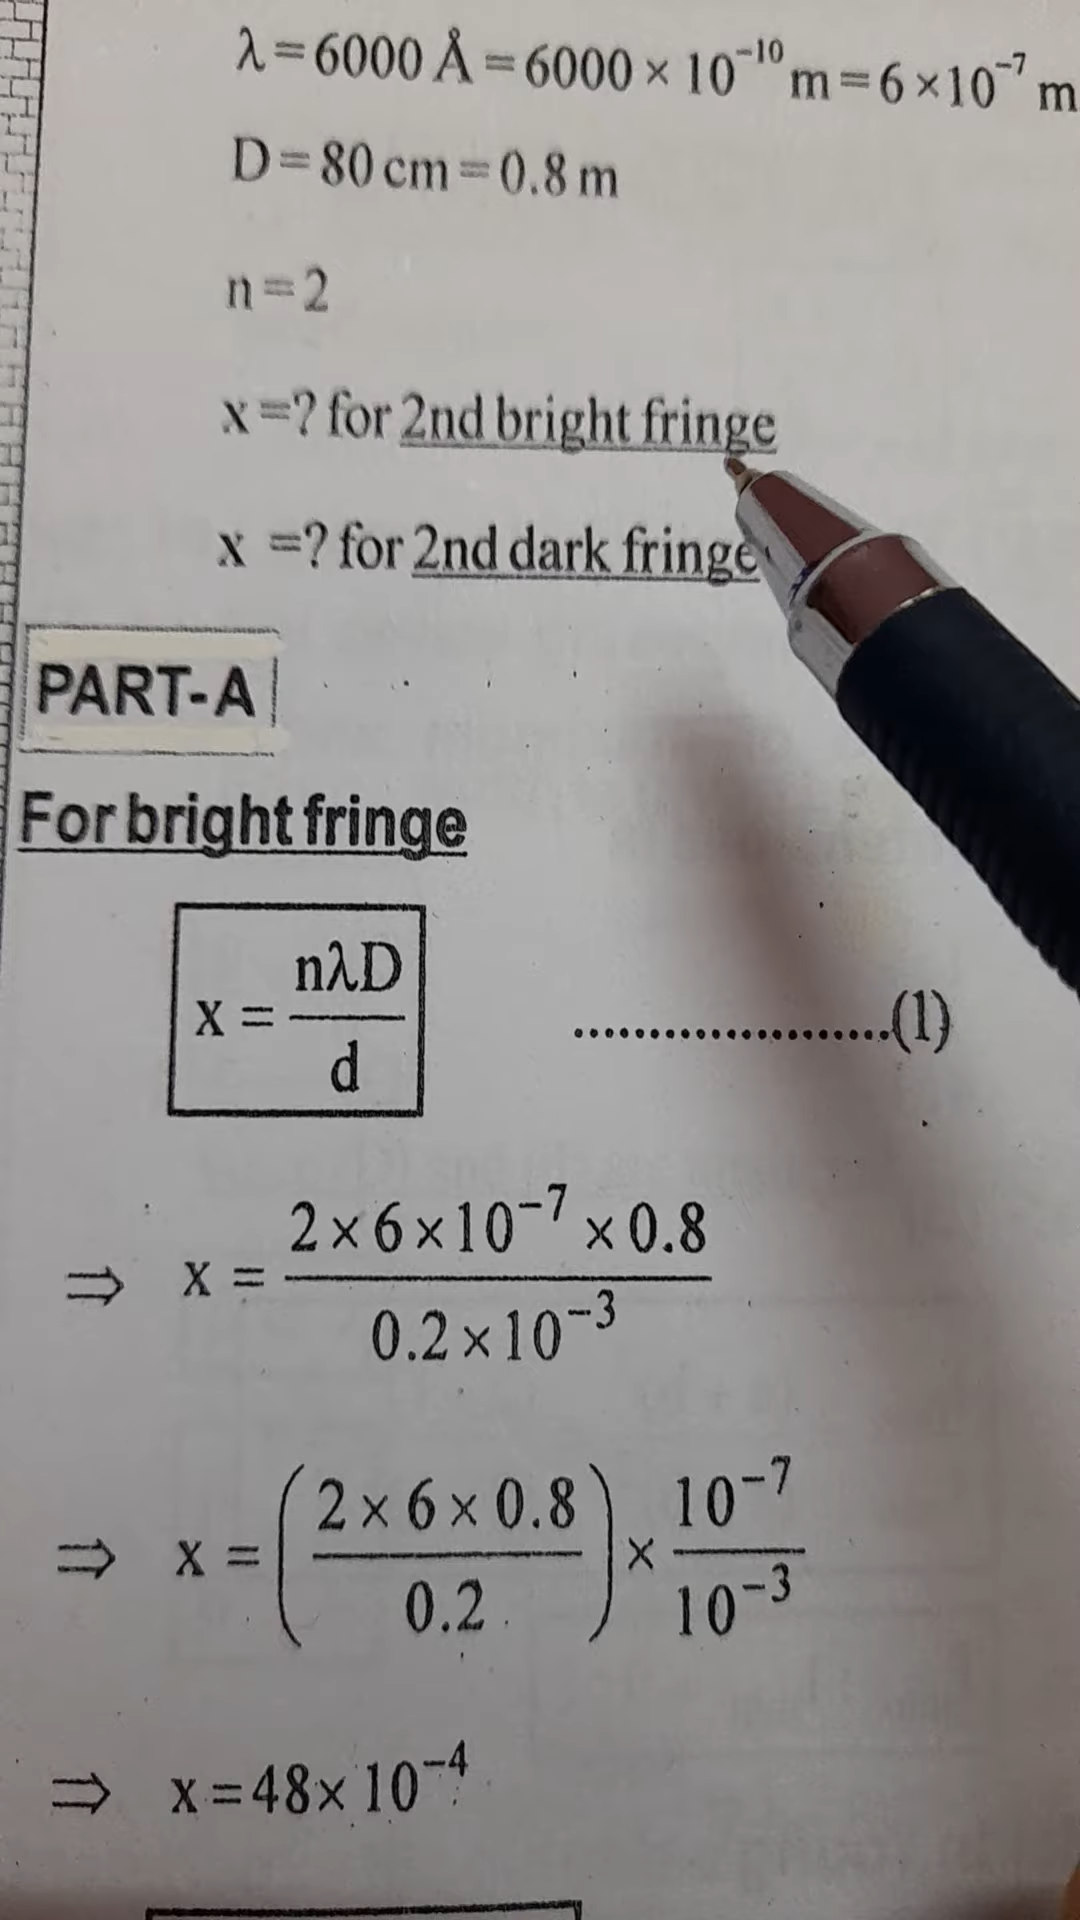 λ = 6000 Å = 6000 × 10⁻¹⁰ m = 6 × 10⁻⁷ m
D = 80 cm = 0.8 m
n = 2
x = ? for 2nd bright fringe
x = ? for 2nd dark fringe
PART-A
For bright fringe
x = nλD / d .....................(1)
⇒ x = 2 × 6 × 10⁻⁷ × 0.8 / 0.2 × 10⁻³
⇒ x = (2 × 6 × 0.8 / 0.2) × 10⁻⁷ / 10⁻³
⇒ x = 48 × 10⁻⁴